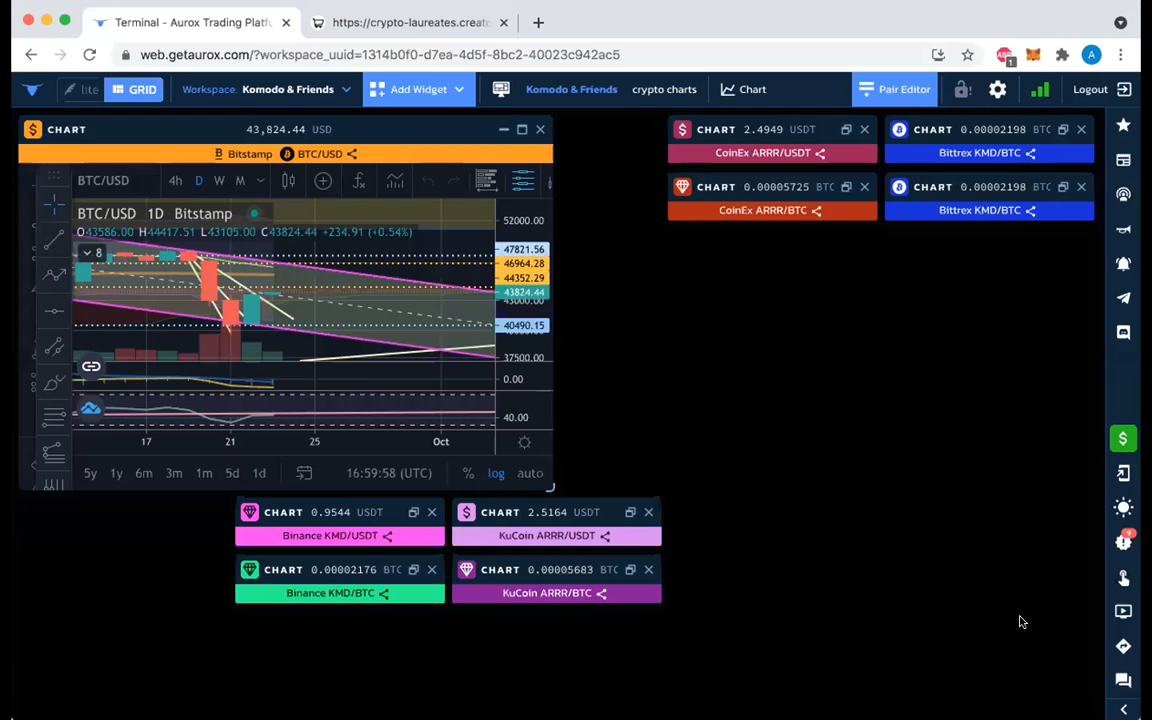 Terminal - Aurox Trading Platf
https://crypto-laureates.creato
web.getaurox.com/?workspace_uuid=1314b0f0-d7ea-4d5f-8bc2-40023c942ac5
1
A
lite GRID Workspace: Komodo & Friends Add Widget Komodo & Friends crypto charts Chart Pair Editor Logout
CHART 43,824.44 USD
Bitstamp BTC/USD
BTC/USD 4h D W M
BTC/USD 1D Bitstamp
O43586.00 H44417.51 L43105.00 C43824.44 +234.91 (+0.54%)
8
52000.00
47821.56
46964.28
44352.29
43824.44
43000.00
40490.15
37500.00
0.00
40.00
17 21 25 Oct
5y 1y 6m 3m 1m 5d 1d 16:59:58 (UTC) % log auto
CHART 2.4949 USDT
CoinEx ARRR/USDT
CHART 0.00002198 BTC
Bittrex KMD/BTC
CHART 0.00005725 BTC
CoinEx ARRR/BTC
CHART 0.00002198 BTC
Bittrex KMD/BTC
CHART 0.9544 USDT
Binance KMD/USDT
CHART 2.5164 USDT
KuCoin ARRR/USDT
CHART 0.00002176 BTC
Binance KMD/BTC
CHART 0.00005683 BTC
KuCoin ARRR/BTC